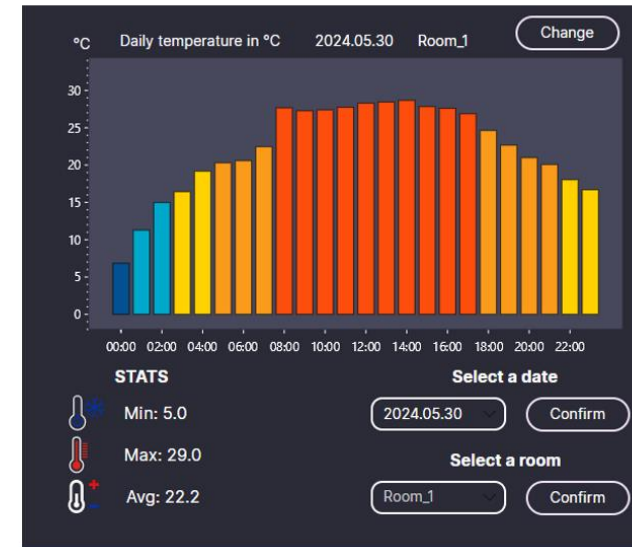 °C Daily temperature in °C 2024.05.30 Room_1 Change
30
25
20
15
10
5
0
00:00 02:00 04:00 06:00 08:00 10:00 12:00 14:00 16:00 18:00 20:00 22:00
STATS Select a date
Min: 5.0 2024.05.30 Confirm
Max: 29.0 Select a room
Avg: 22.2 Room_1 Confirm